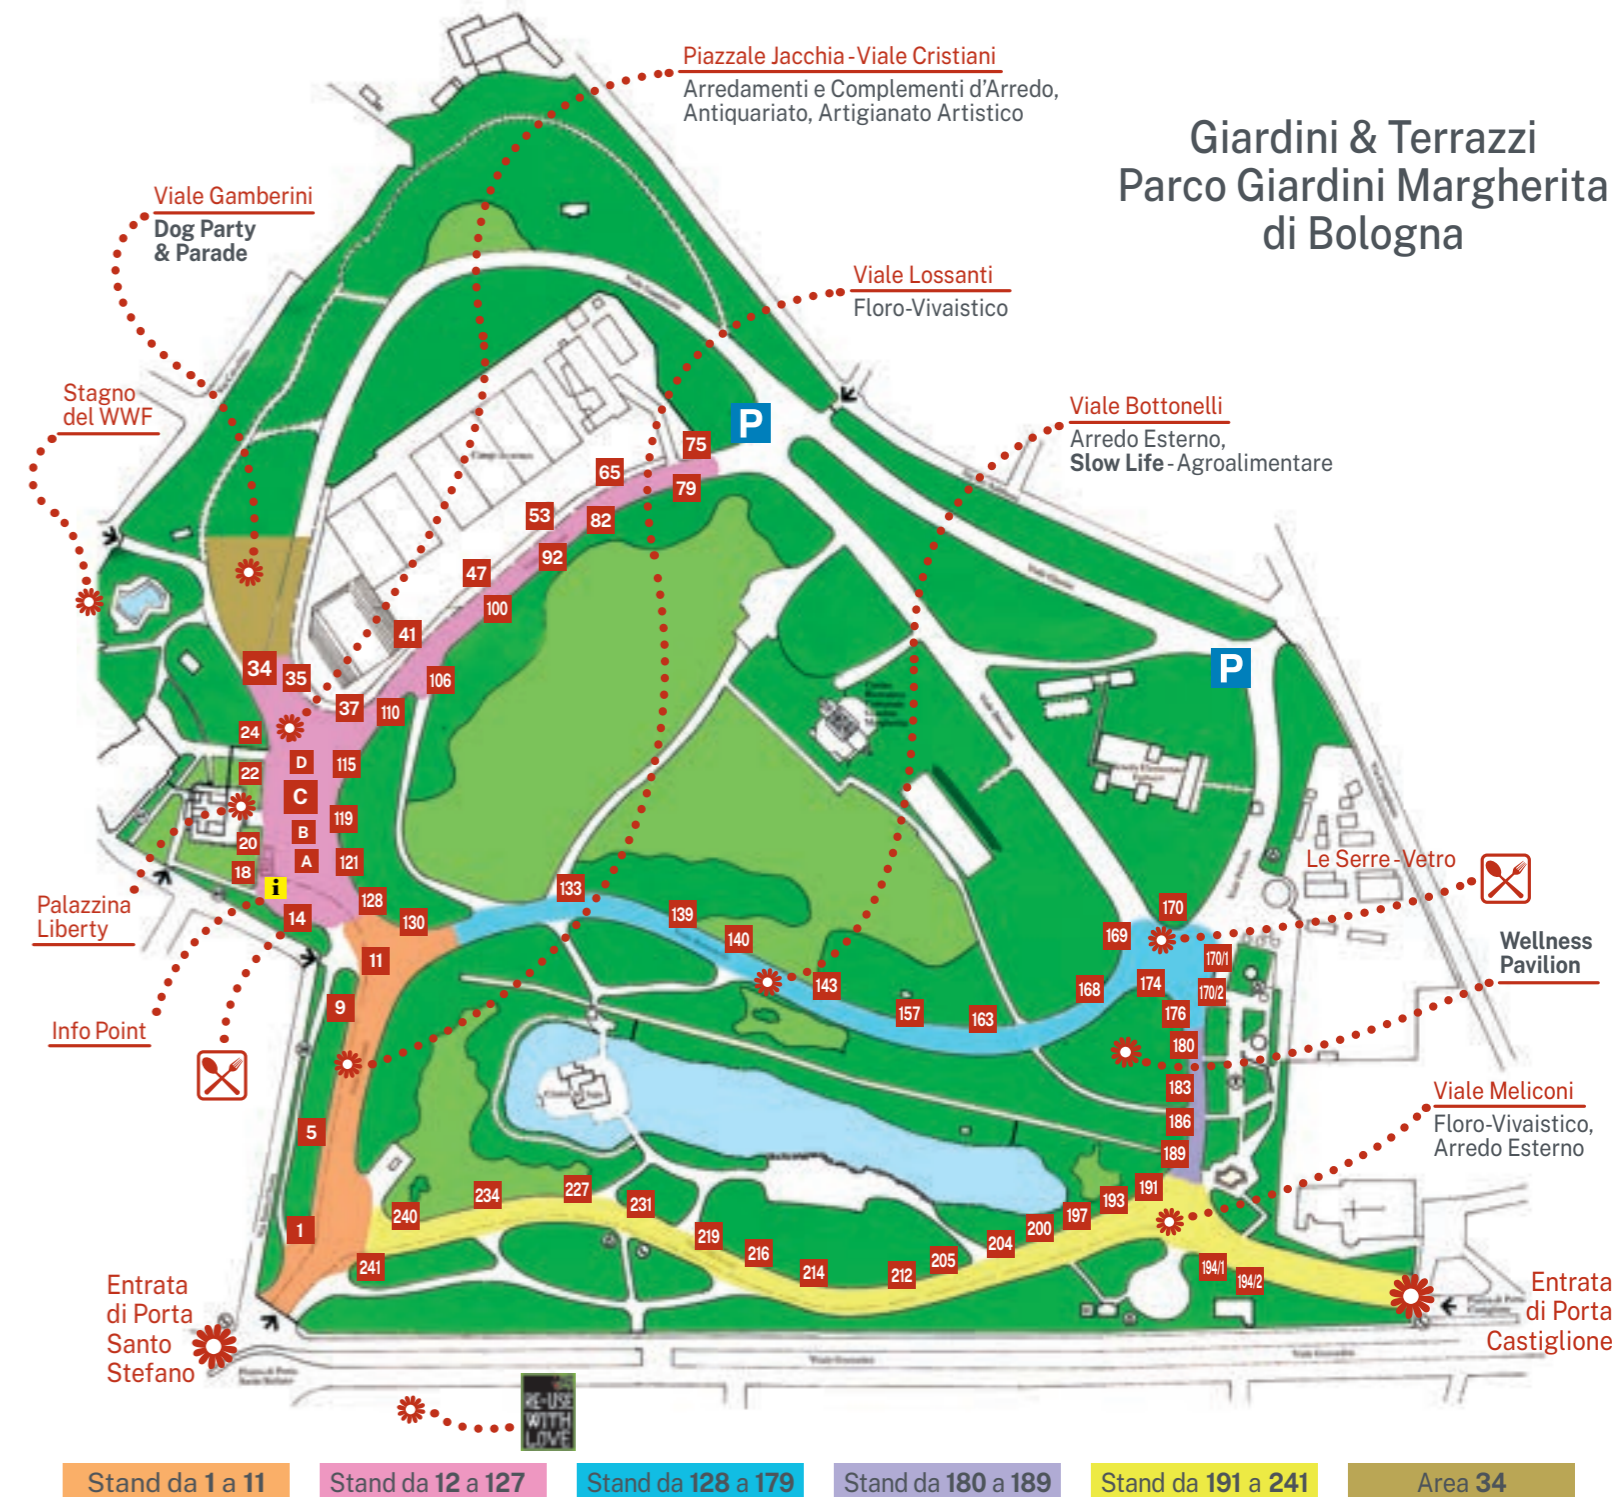 Giardini & Terrazzi
Parco Giardini Margherita
di Bologna
Piazzale Jacchia - Viale Cristiani
Arredamenti e Complementi d'Arredo,
Antiquariato, Artigianato Artistico
Viale Gamberini
Dog Party
& Parade
Viale Lossanti
Floro-Vivaistico
Stagno
del WWF
Viale Bottonelli
Arredo Esterno,
Slow Life - Agroalimentare
P
75
65
79
53
82
92
47
100
41
106
34
35
37
110
P
24
D
115
22
C
119
B
20
A
121
18
i
14
128
130
11
9
5
1
Palazzina
Liberty
Info Point
133
139
140
143
157
163
168
169
170
170/1
170/2
174
176
180
183
186
189
Le Serre - Vetro
Wellness
Pavilion
Viale Meliconi
Floro-Vivaistico,
Arredo Esterno
191
193
197
200
204
205
212
214
216
219
231
227
234
240
241
194/1
194/2
Entrata
di Porta
Santo
Stefano
Entrata
di Porta
Castiglione
RE-USE
WITH
LOVE
Stand da 1 a 11
Stand da 12 a 127
Stand da 128 a 179
Stand da 180 a 189
Stand da 191 a 241
Area 34